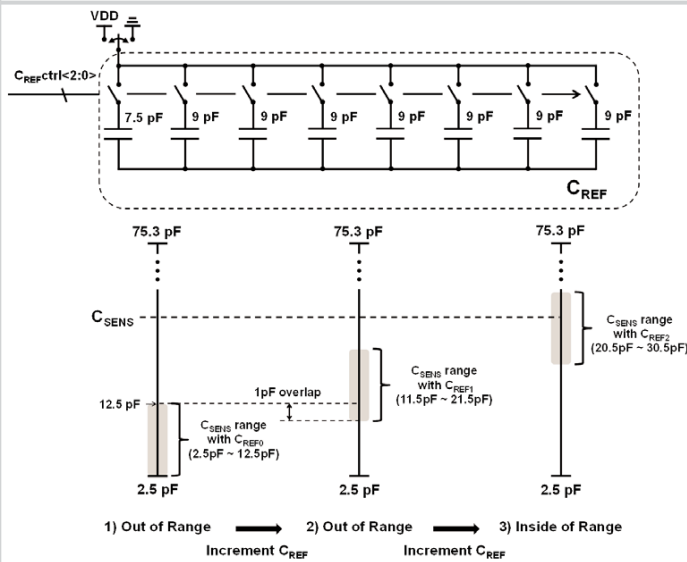 VDD
CREFctrl<2:0>
7.5 pF 9 pF 9 pF 9 pF 9 pF 9 pF 9 pF 9 pF
CREF
75.3 pF 75.3 pF 75.3 pF
CSENS
CSENS range
with CREF2
(20.5pF ~ 30.5pF)
CSENS range
with CREF1
(11.5pF ~ 21.5pF)
1pF overlap
12.5 pF
CSENS range
with CREF0
(2.5pF ~ 12.5pF)
2.5 pF 2.5 pF 2.5 pF
1) Out of Range 2) Out of Range 3) Inside of Range
Increment CREF Increment CREF